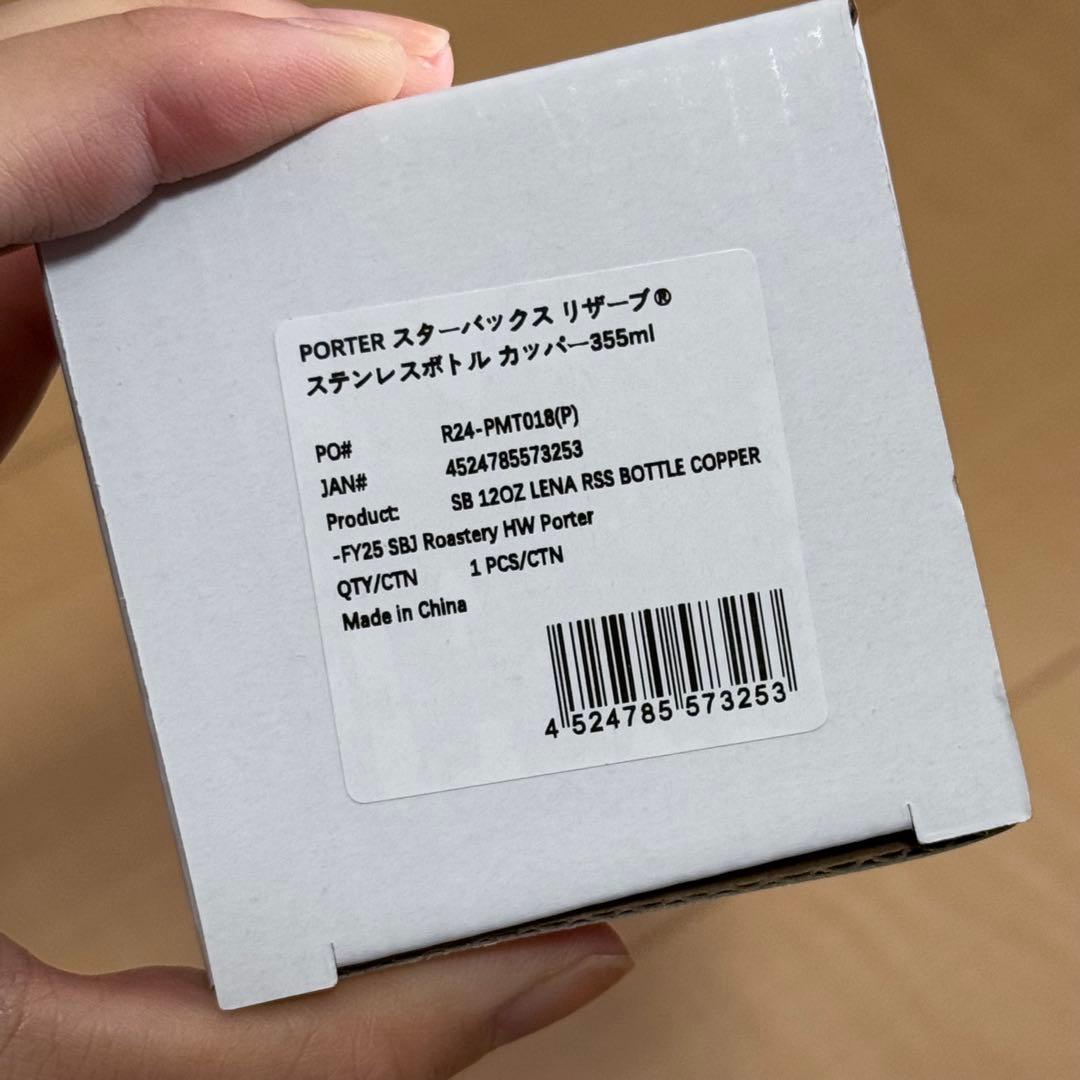 PORTER スターバックス リザーブ®
ステンレスボトル カッパー355ml
PO# R24-PMT018(P)
JAN# 4524785573253
Product: SB 12OZ LENA RSS BOTTLE COPPER
-FY25 SBJ Roastery HW Porter
QTY/CTN 1 PCS/CTN
Made in China
4 524785 573253